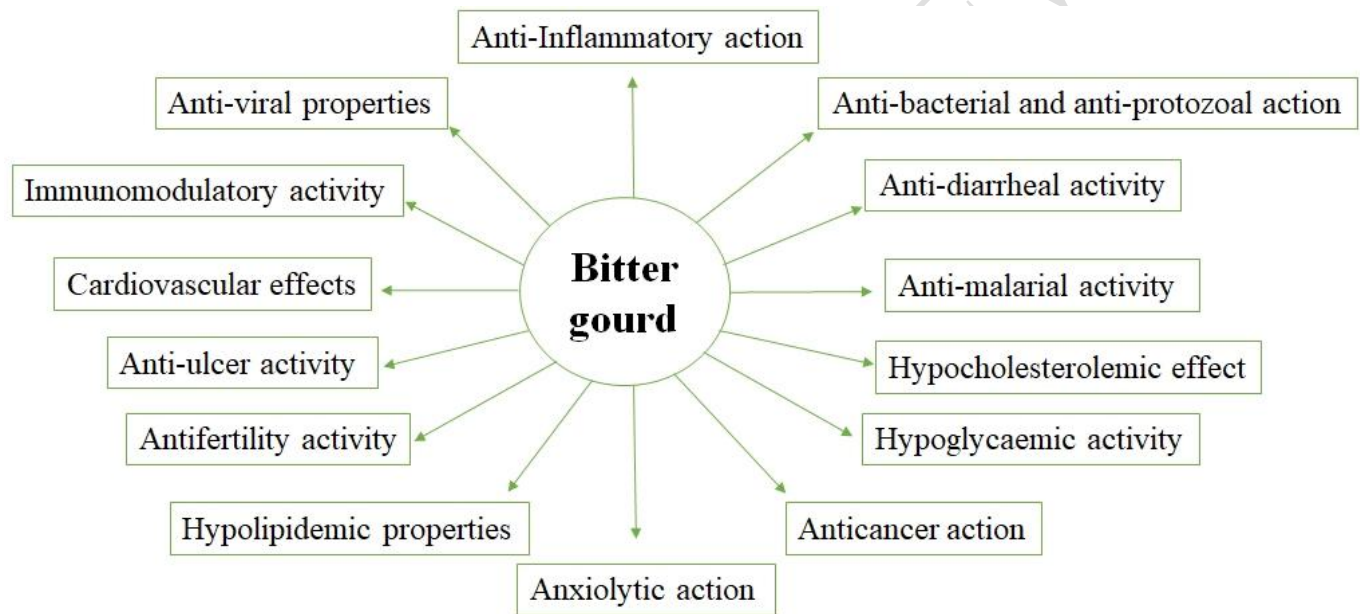 Anti-Inflammatory action
Anti-viral properties
Anti-bacterial and anti-protozoal action
Immunomodulatory activity
Anti-diarrheal activity
Bitter
gourd
Cardiovascular effects
Anti-malarial activity
Anti-ulcer activity
Hypocholesterolemic effect
Antifertility activity
Hypoglycaemic activity
Hypolipidemic properties
Anticancer action
Anxiolytic action